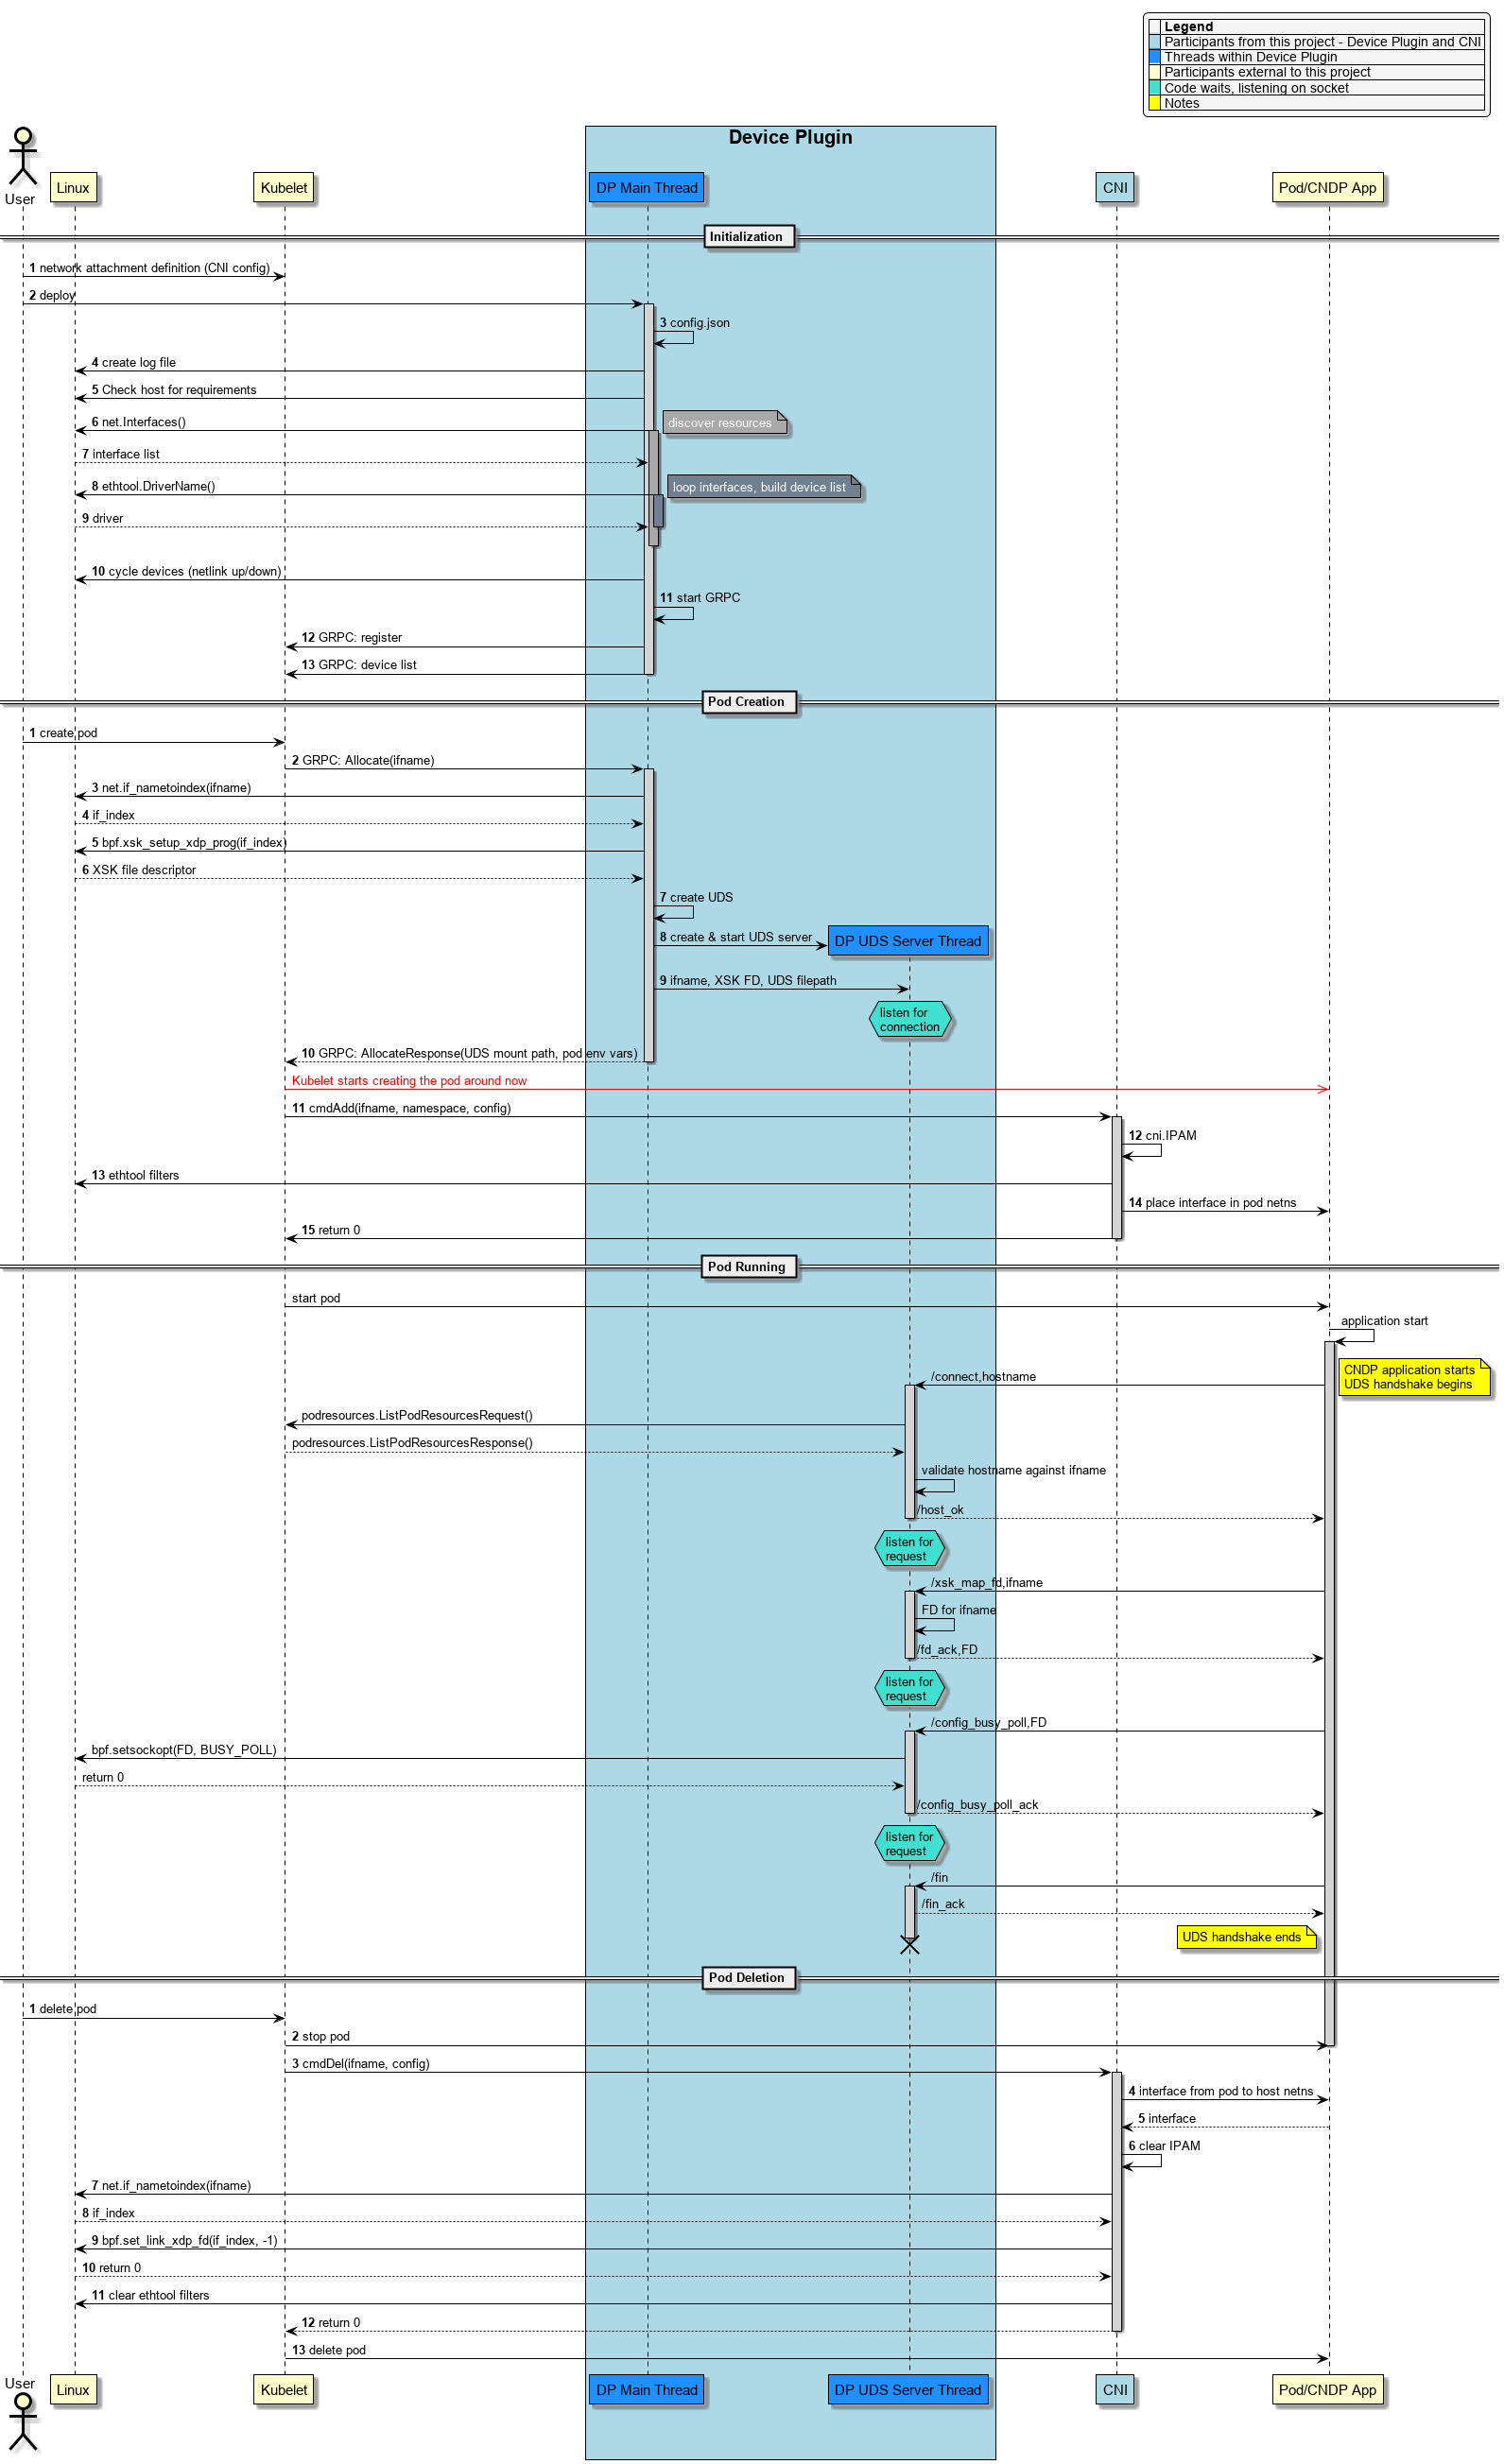 Legend
Participants from this project - Device Plugin and CNI
Threads within Device Plugin
Participants external to this project
Code waits, listening on socket
Notes
Device Plugin
User
Linux
Kubelet
DP Main Thread
CNI
Pod/CNDP App
Initialization
1 network attachment definition (CNI config)
2 deploy
3 config.json
4 create log file
5 Check host for requirements
6 net.Interfaces()
discover resources
7 interface list
8 ethtool.DriverName()
loop interfaces, build device list
9 driver
10 cycle devices (netlink up/down)
11 start GRPC
12 GRPC: register
13 GRPC: device list
Pod Creation
1 create pod
2 GRPC: Allocate(ifname)
3 net.if_nametoindex(ifname)
4 if_index
5 bpf.xsk_setup_xdp_prog(if_index)
6 XSK file descriptor
7 create UDS
8 create & start UDS server
DP UDS Server Thread
9 ifname, XSK FD, UDS filepath
listen for
connection
10 GRPC: AllocateResponse(UDS mount path, pod env vars)
Kubelet starts creating the pod around now
11 cmdAdd(ifname, namespace, config)
12 cni.IPAM
13 ethtool filters
14 place interface in pod netns
15 return 0
Pod Running
start pod
application start
CNDP application starts
UDS handshake begins
/connect,hostname
podresources.ListPodResourcesRequest()
podresources.ListPodResourcesResponse()
validate hostname against ifname
/host_ok
listen for
request
/xsk_map_fd,ifname
FD for ifname
/fd_ack,FD
listen for
request
/config_busy_poll,FD
bpf.setsockopt(FD, BUSY_POLL)
return 0
/config_busy_poll_ack
listen for
request
/fin
/fin_ack
UDS handshake ends
Pod Deletion
1 delete pod
2 stop pod
3 cmdDel(ifname, config)
4 interface from pod to host netns
5 interface
6 clear IPAM
7 net.if_nametoindex(ifname)
8 if_index
9 bpf.set_link_xdp_fd(if_index, -1)
10 return 0
11 clear ethtool filters
12 return 0
13 delete pod
User
Linux
Kubelet
DP Main Thread
DP UDS Server Thread
CNI
Pod/CNDP App